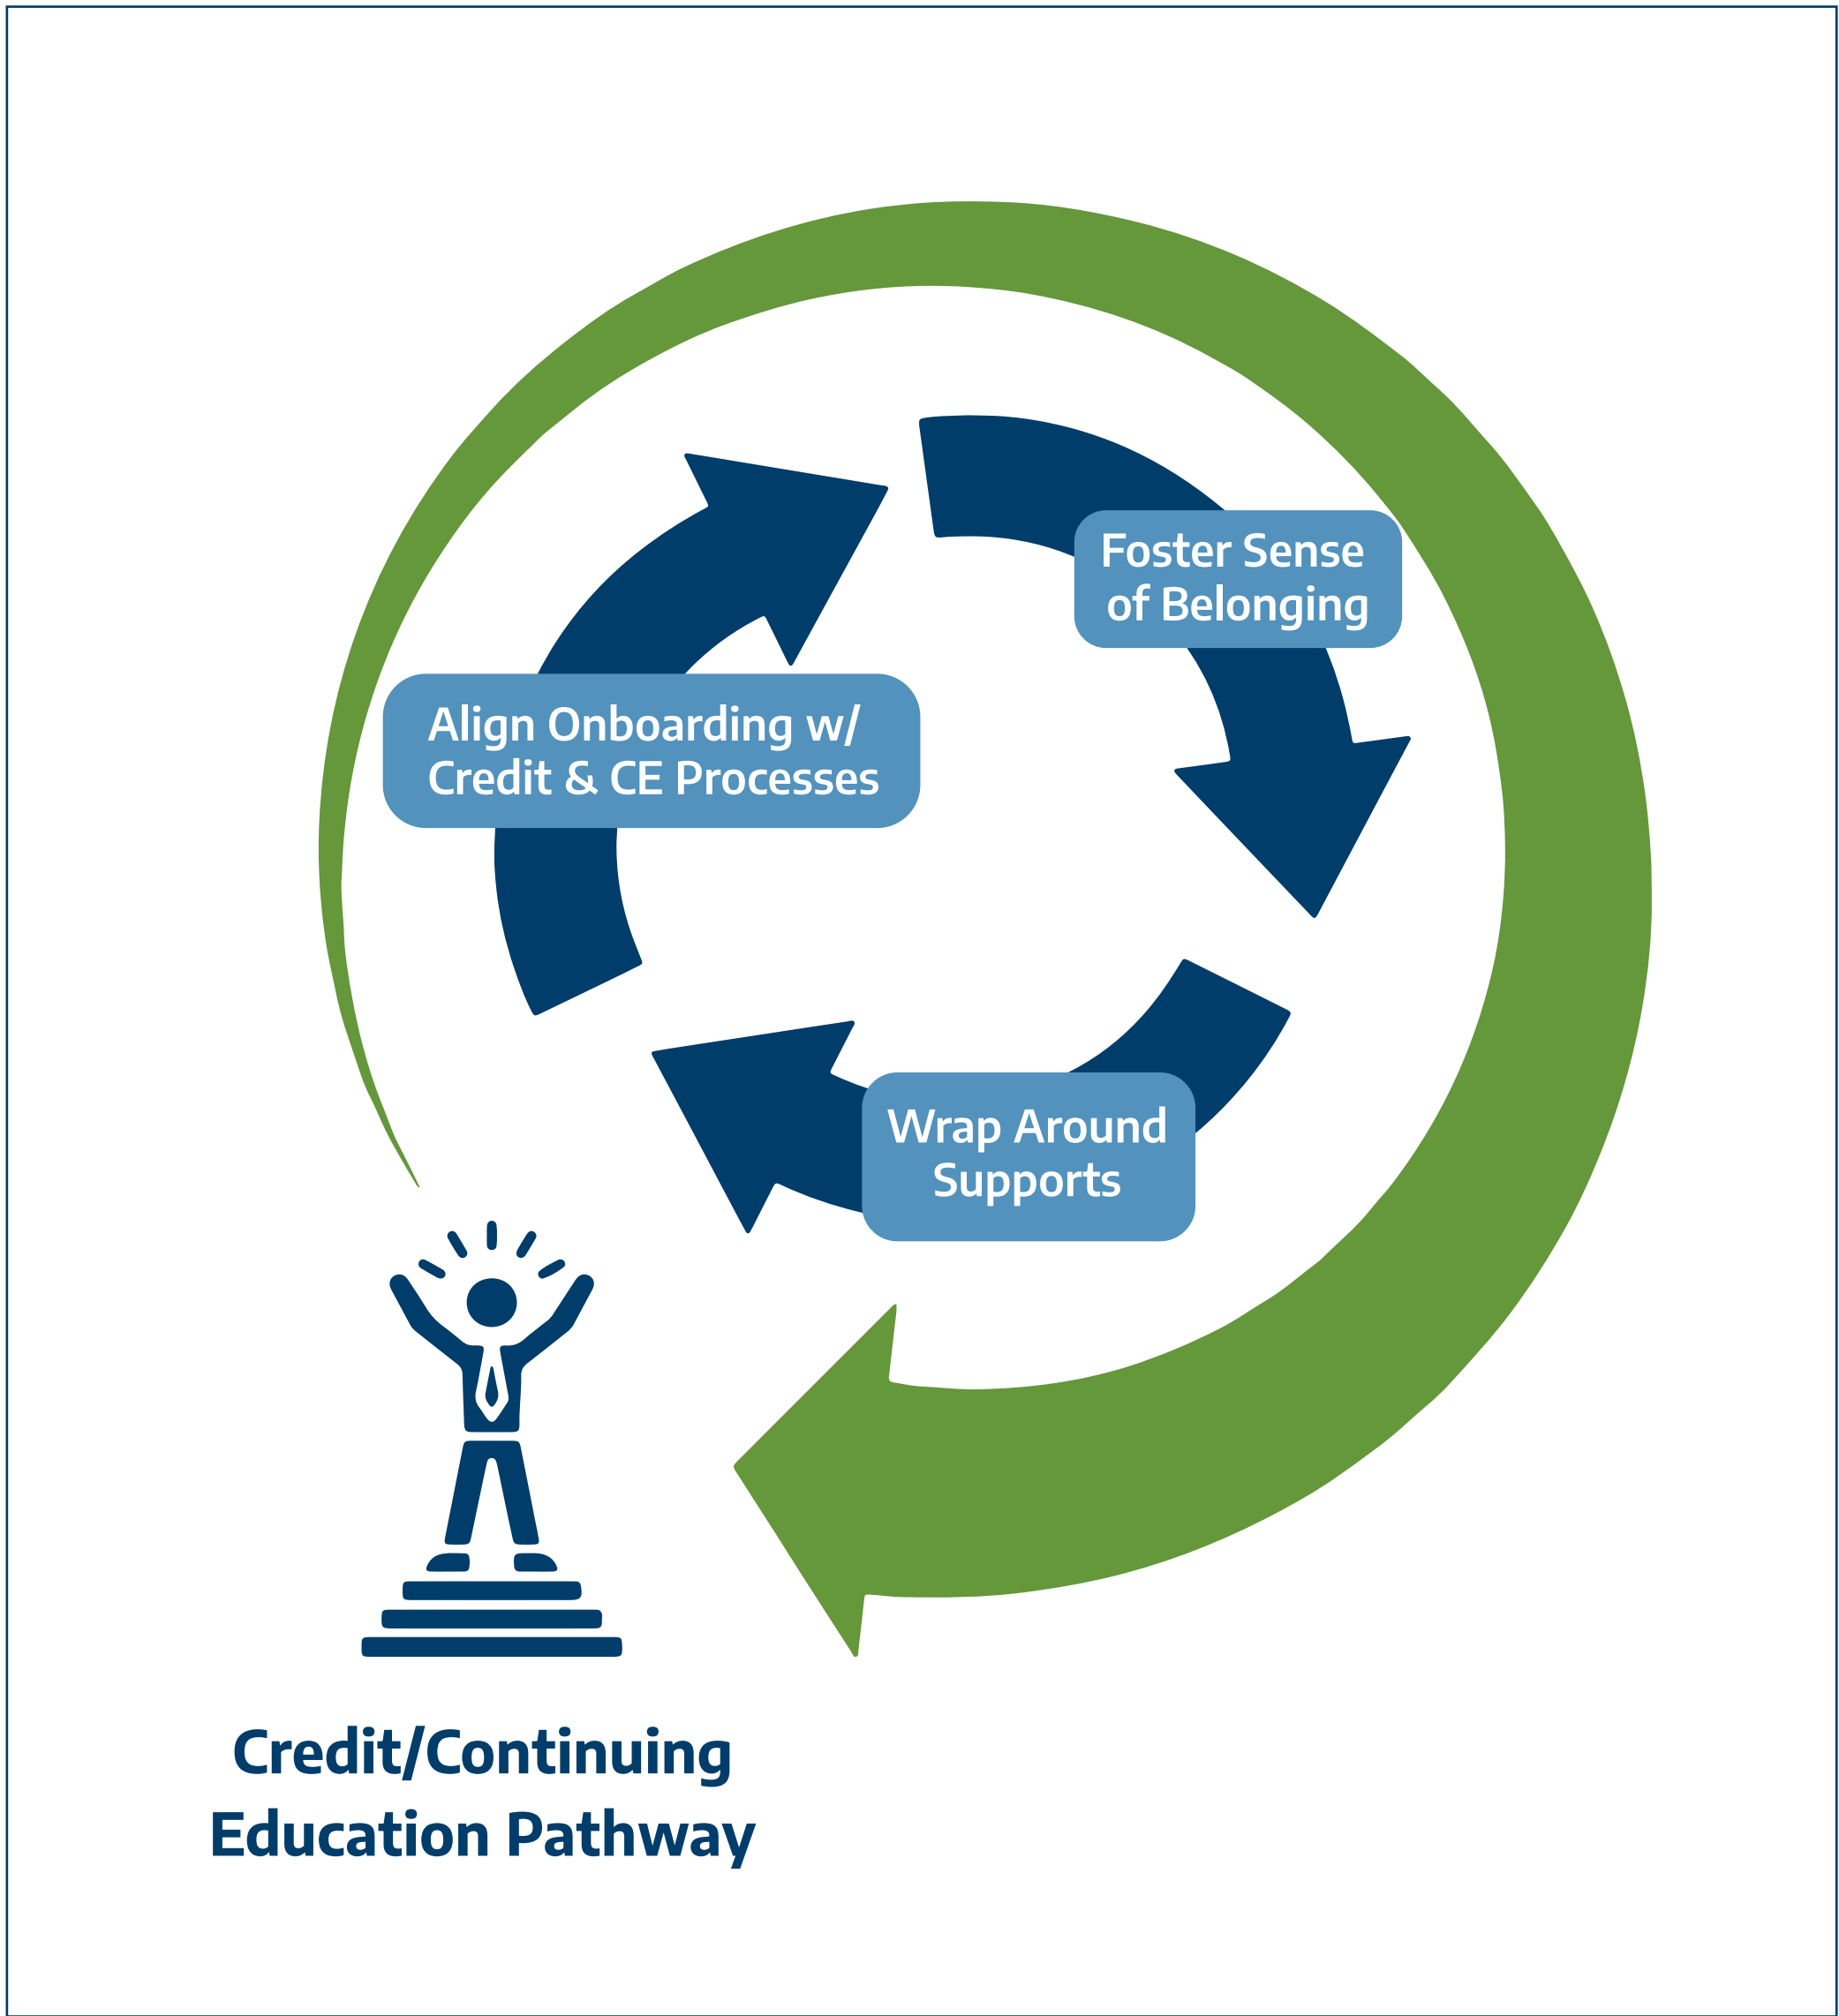 Foster Sense
of Belonging
Align Onboarding w/
Credit & CE Processes
Wrap Around
Supports
Credit/Continuing
Education Pathway